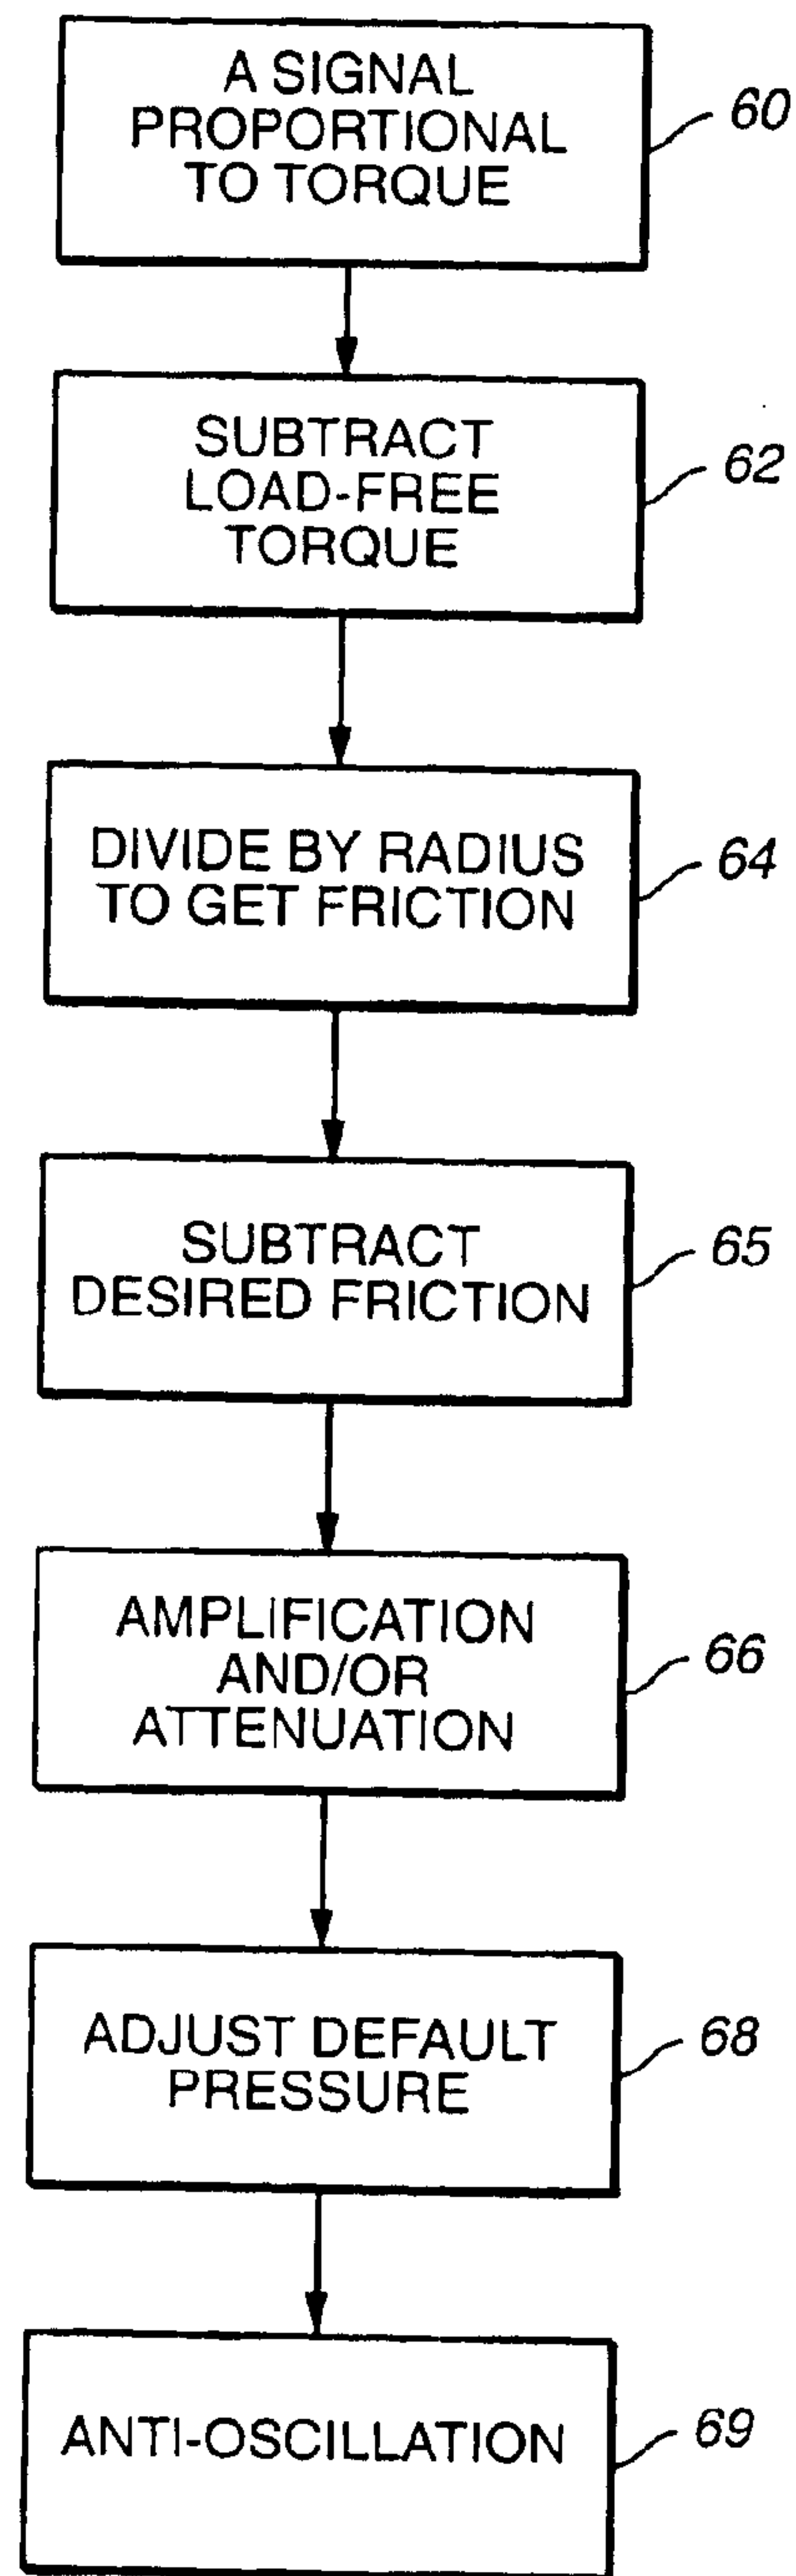 A SIGNAL
PROPORTIONAL
TO TORQUE
60
SUBTRACT
LOAD-FREE
TORQUE
62
DIVIDE BY RADIUS
TO GET FRICTION
64
SUBTRACT
DESIRED FRICTION
65
AMPLIFICATION
AND/OR
ATTENUATION
66
ADJUST DEFAULT
PRESSURE
68
ANTI-OSCILLATION
69